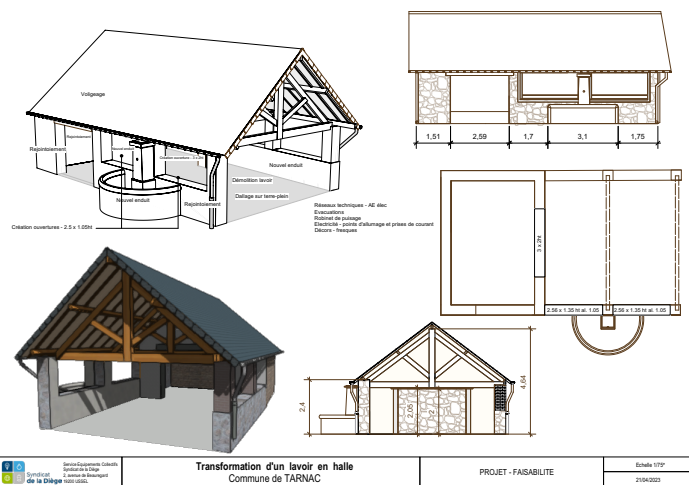 Voligeage
Rejointoiement
Rejointoiement
Nouvel enduit
Création ouverture - 3 x 2ht
Nouvel enduit
Démolition lavoir
Dallage sur terre-plein
Nouvel enduit
Rejointoiement
Création ouvertures - 2.5 x 1.05ht
Réseaux techniques - AE élec
Evacuations
Robinet de puisage
Electricité - points d'allumage et prises de courant
Décors - fresques
1,51
2,59
1,7
3,1
1,75
3 x 2ht
2.56 x 1.35 ht al. 1.05
2.56 x 1.35 ht al. 1.05
2,4
2,05
2
4,64
Syndicat
de la Diège
Service Equipements Collectifs
Syndicat de la Diège
2, avenue de Beauregard
19200 USSEL
Transformation d'un lavoir en halle
Commune de TARNAC
PROJET - FAISABILITE
Echelle 1/75°
21/04/2023